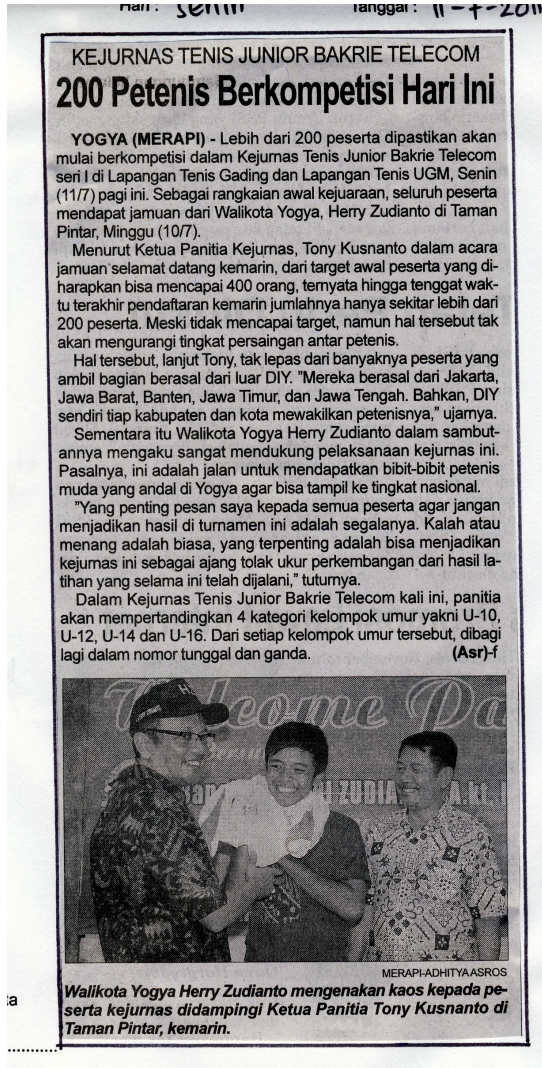 Hari : Senin Tanggal : 11-7-2011
KEJURNAS TENIS JUNIOR BAKRIE TELECOM
200 Petenis Berkompetisi Hari Ini
YOGYA (MERAPI) - Lebih dari 200 peserta dipastikan akan
mulai berkompetisi dalam Kejurnas Tenis Junior Bakrie Telecom
seri I di Lapangan Tenis Gading dan Lapangan Tenis UGM, Senin
(11/7) pagi ini. Sebagai rangkaian awal kejuaraan, seluruh peserta
mendapat jamuan dari Walikota Yogya, Herry Zudianto di Taman
Pintar, Minggu (10/7).
Menurut Ketua Panitia Kejurnas, Tony Kusnanto dalam acara
jamuan selamat datang kemarin, dari target awal peserta yang di-
harapkan bisa mencapai 400 orang, ternyata hingga tenggat wak-
tu terakhir pendaftaran kemarin jumlahnya hanya sekitar lebih dari
200 peserta. Meski tidak mencapai target, namun hal tersebut tak
akan mengurangi tingkat persaingan antar petenis.
Hal tersebut, lanjut Tony, tak lepas dari banyaknya peserta yang
ambil bagian berasal dari luar DIY. "Mereka berasal dari Jakarta,
Jawa Barat, Banten, Jawa Timur, dan Jawa Tengah. Bahkan, DIY
sendiri tiap kabupaten dan kota mewakilkan petenisnya," ujarnya.
Sementara itu Walikota Yogya Herry Zudianto dalam sambut-
annya mengaku sangat mendukung pelaksanaan kejurnas ini.
Pasalnya, ini adalah jalan untuk mendapatkan bibit-bibit petenis
muda yang andal di Yogya agar bisa tampil ke tingkat nasional.
"Yang penting pesan saya kepada semua peserta agar jangan
menjadikan hasil di turnamen ini adalah segalanya. Kalah atau
menang adalah biasa, yang terpenting adalah bisa menjadikan
kejurnas ini sebagai ajang tolak ukur perkembangan dari hasil la-
tihan yang selama ini telah dijalani," tuturnya.
Dalam Kejurnas Tenis Junior Bakrie Telecom kali ini, panitia
akan mempertandingkan 4 kategori kelompok umur yakni U-10,
U-12, U-14 dan U-16. Dari setiap kelompok umur tersebut, dibagi
lagi dalam nomor tunggal dan ganda. (Asr)-f
Welcome Pa
ZUDIA
A.kt.
MERAPI-ADHITYA ASROS
Walikota Yogya Herry Zudianto mengenakan kaos kepada pe-
serta kejurnas didampingi Ketua Panitia Tony Kusnanto di
Taman Pintar, kemarin.
ta